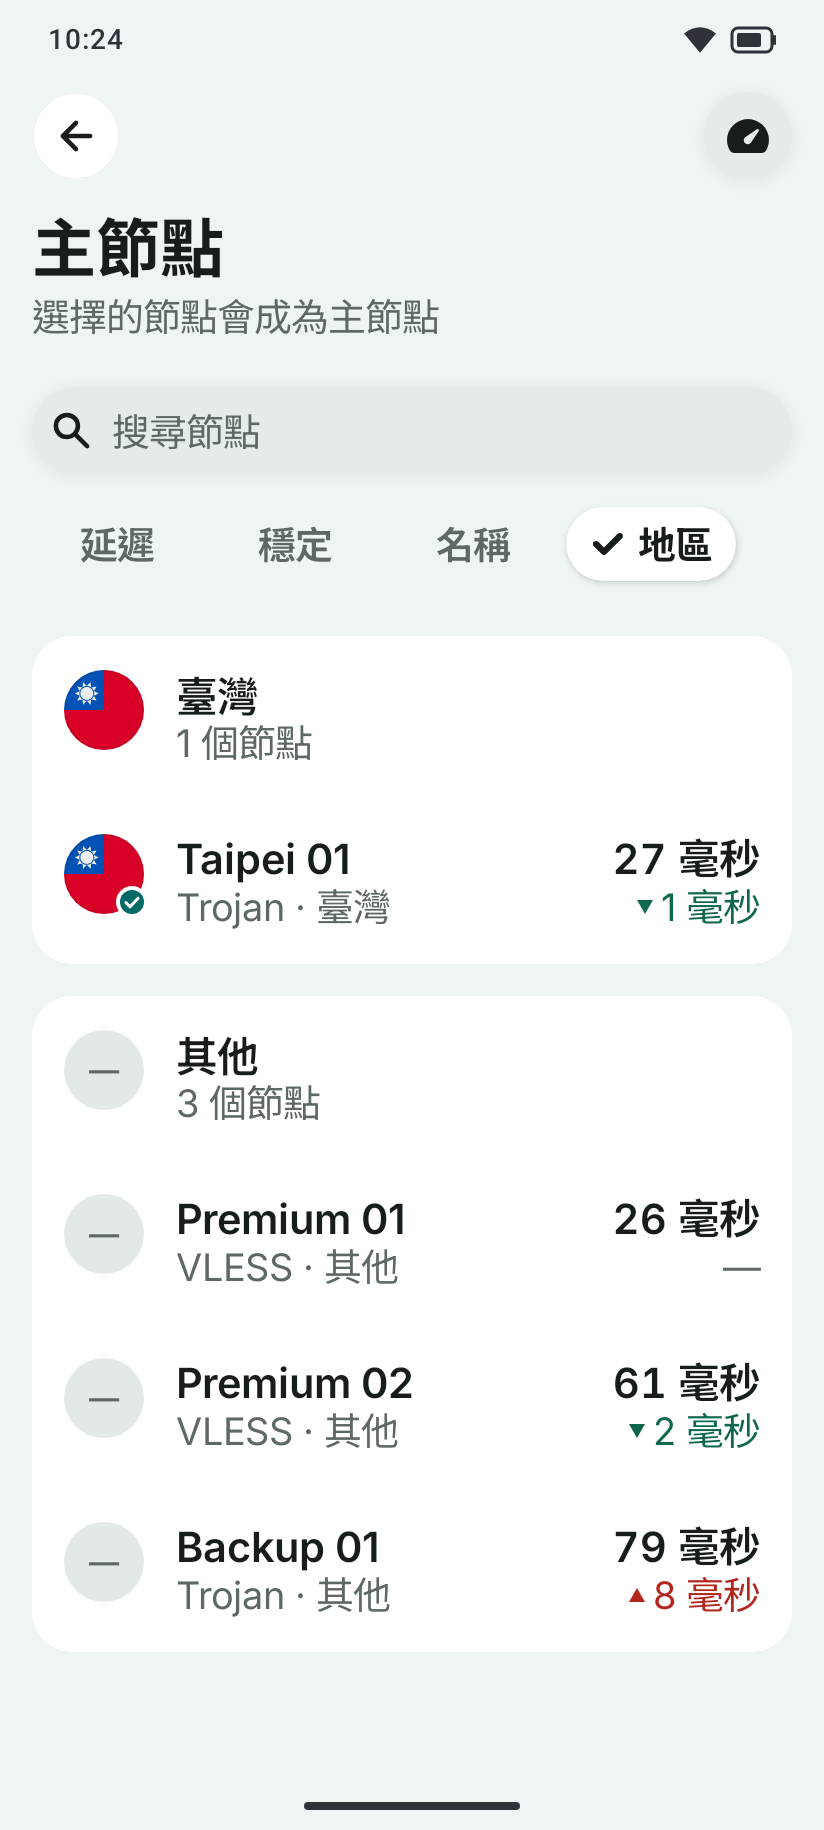 10:24
主節點
選擇的節點會成為主節點
搜尋節點
延遲 穩定 名稱 地區
臺灣
1 個節點
Taipei 01 27 毫秒
Trojan · 臺灣 ▼1 毫秒
其他
3 個節點
Premium 01 26 毫秒
VLESS · 其他 —
Premium 02 61 毫秒
VLESS · 其他 ▼2 毫秒
Backup 01 79 毫秒
Trojan · 其他 ▲8 毫秒